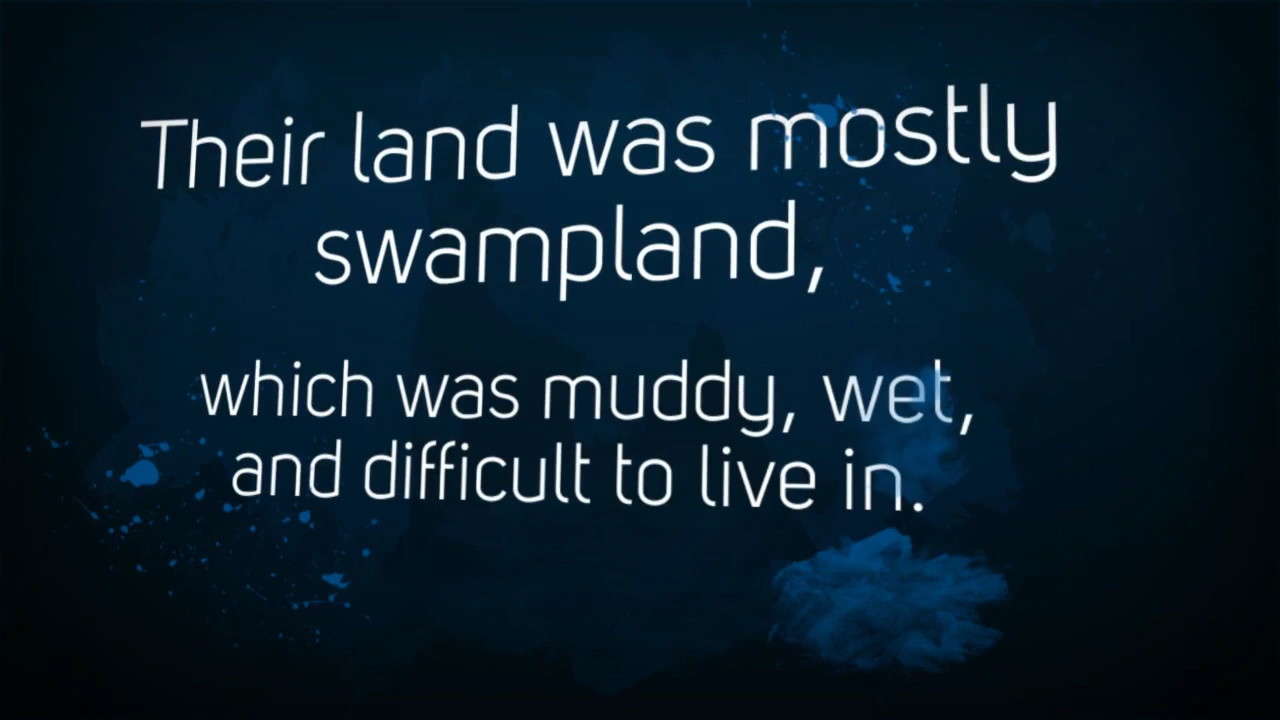 Their land was mostly
swampland,
which was muddy, wet,
and difficult to live in.